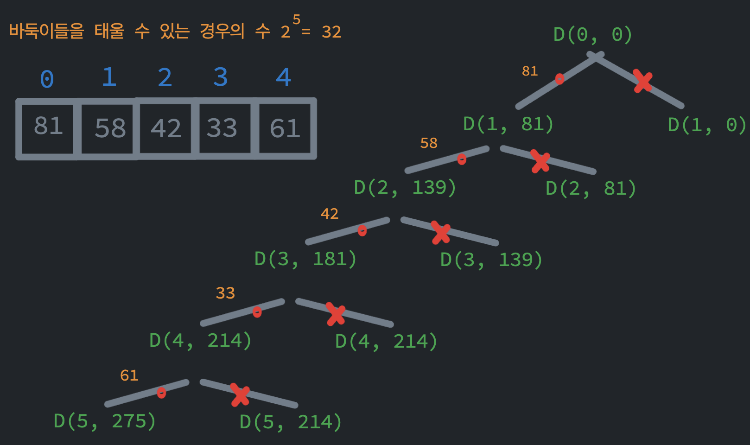 바둑이들을 태울 수 있는 경우의 수 2^5= 32
0 1 2 3 4
81 58 42 33 61
D(0, 0)
81
D(1, 81) D(1, 0)
58
D(2, 139) D(2, 81)
42
D(3, 181) D(3, 139)
33
D(4, 214) D(4, 214)
61
D(5, 275) D(5, 214)